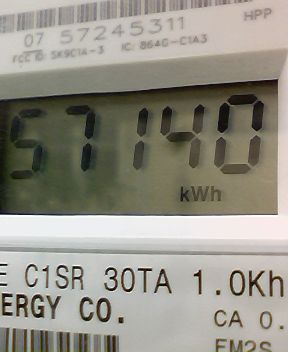 HPP
07 57245311
FCC ID: SK9C1A-3 IC: 864G-C1A3
57140
kWh
E C1SR 30TA 1.0Kh
ERGY CO.
CA 0.
EM2S